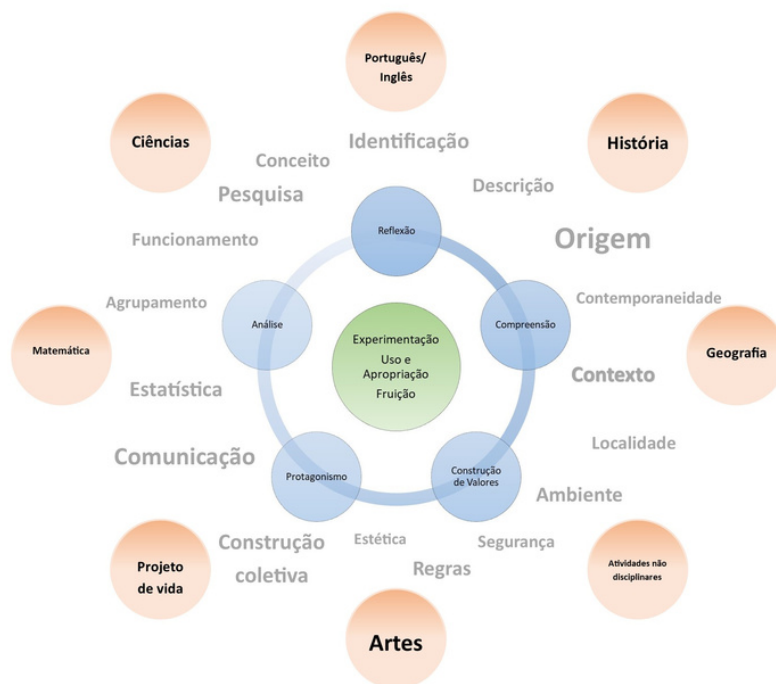 Português/
Inglês
Ciências
História
Identificação
Conceito
Descrição
Pesquisa
Reflexão
Funcionamento
Origem
Agrupamento
Contemporaneidade
Análise
Compreensão
Experimentação
Uso e
Apropriação
Fruição
Matemática
Geografia
Estatística
Contexto
Localidade
Comunicação
Protagonismo
Construção
de Valores
Ambiente
Construção
coletiva
Estética
Segurança
Regras
Projeto
de vida
Atividades não
disciplinares
Artes